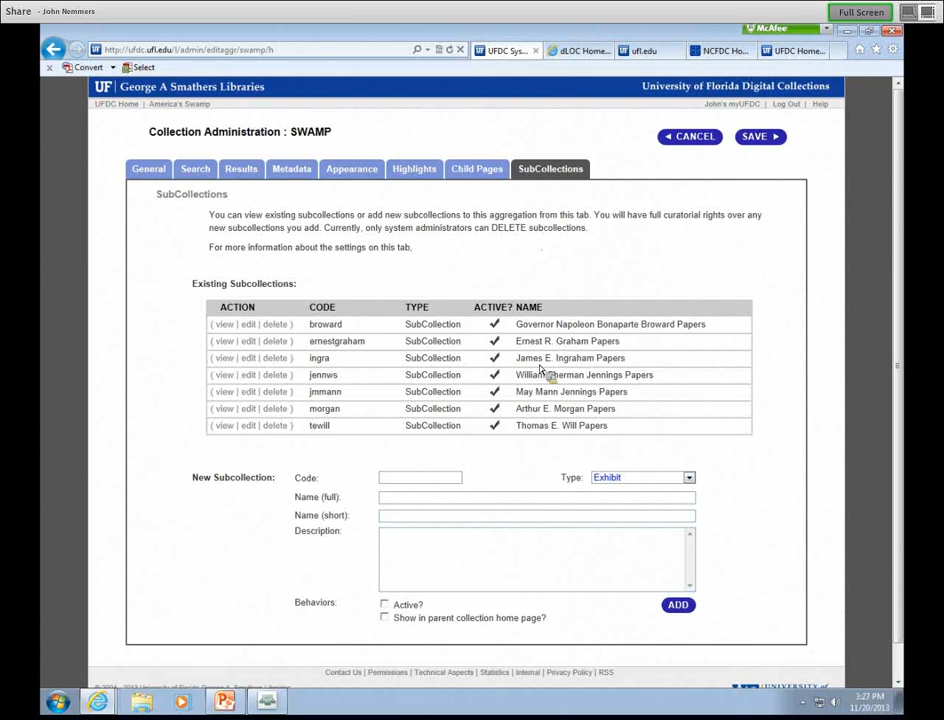 Share - John Nemmers
Full Screen
McAfee
http://ufdc.ufl.edu/l/admin/editaggr/swamp/h
UFDC Sys...
dLOC Home...
ufl.edu
NCFDC Ho...
UFDC Home...
x Convert Select
UF George A Smathers Libraries
University of Florida Digital Collections
UFDC Home | America's Swamp
John's myUFDC | Log Out | Help
Collection Administration : SWAMP
CANCEL
SAVE
General
Search
Results
Metadata
Appearance
Highlights
Child Pages
SubCollections
SubCollections
You can view existing subcollections or add new subcollections to this aggregation from this tab. You will have full curatorial rights over any
new subcollections you add. Currently, only system administrators can DELETE subcollections.
For more information about the settings on this tab,
Existing Subcollections:
ACTION CODE TYPE ACTIVE? NAME
( view | edit | delete ) broward SubCollection ✔ Governor Napoleon Bonaparte Broward Papers
( view | edit | delete ) ernestgraham SubCollection ✔ Ernest R. Graham Papers
( view | edit | delete ) ingra SubCollection ✔ James E. Ingraham Papers
( view | edit | delete ) jennws SubCollection ✔ William Sherman Jennings Papers
( view | edit | delete ) jmmann SubCollection ✔ May Mann Jennings Papers
( view | edit | delete ) morgan SubCollection ✔ Arthur E. Morgan Papers
( view | edit | delete ) tewill SubCollection ✔ Thomas E. Will Papers
New Subcollection: Code: Type: Exhibit
Name (full):
Name (short):
Description:
Behaviors: Active?
ADD
Show in parent collection home page?
Contact Us | Permissions | Technical Aspects | Statistics | Internal | Privacy Policy | RSS
3:27 PM
11/20/2013